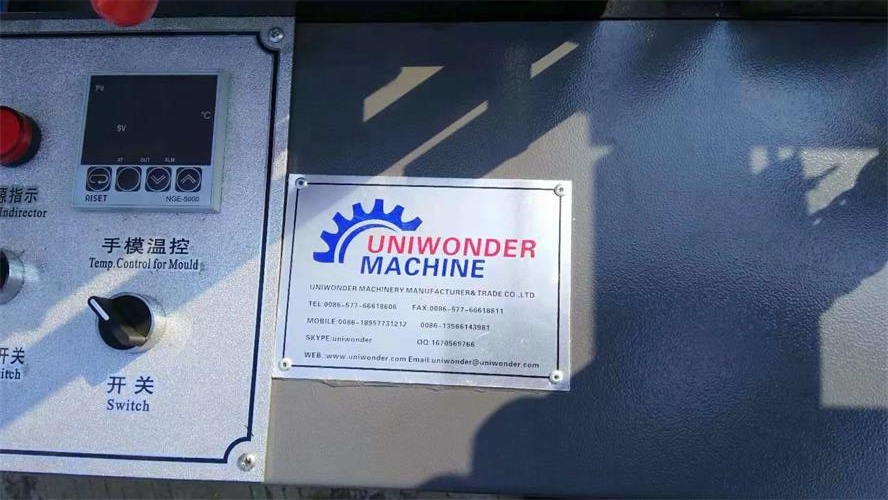 PV
°C
SV
AT OUT ALM
RISET NGE-5000
源指示
Indirector
手模温控
Temp.Control for Mould
开关
Switch
开关
UNIWONDER
MACHINE
UNIWONDER MACHINERY MANUFACTURER&TRADE CO .,LTD
TEL:0086-577-66618606 FAX:0086-577-66618811
MOBILE:0086-18957731212 0086-13566143981
SKYPE:uniwonder QQ:1670569766
WEB.:www.uniwonder.com Email:uniwonder@uniwonder.com